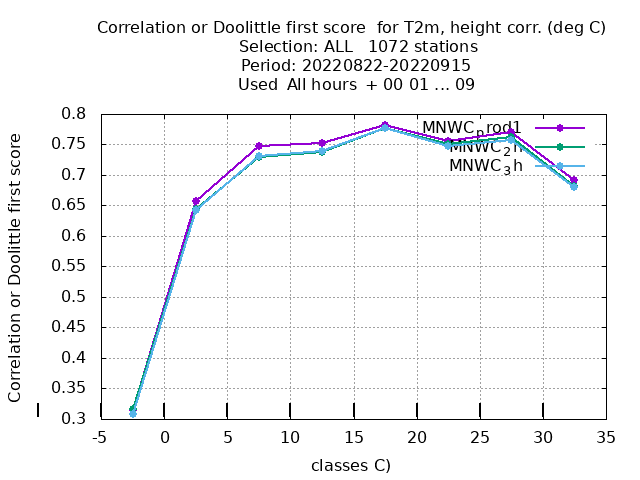 Correlation or Doolittle first score  for T2m, height corr. (deg C)
Selection: ALL   1072 stations
Period: 20220822-20220915
Used  All hours  + 00 01 ... 09
Correlation or Doolittle first score
0.8
0.75
0.7
0.65
0.6
0.55
0.5
0.45
0.4
0.35
0.3
MNWCprod1
MNWC2h
MNWC3h
-5 0 5 10 15 20 25 30 35
classes C)